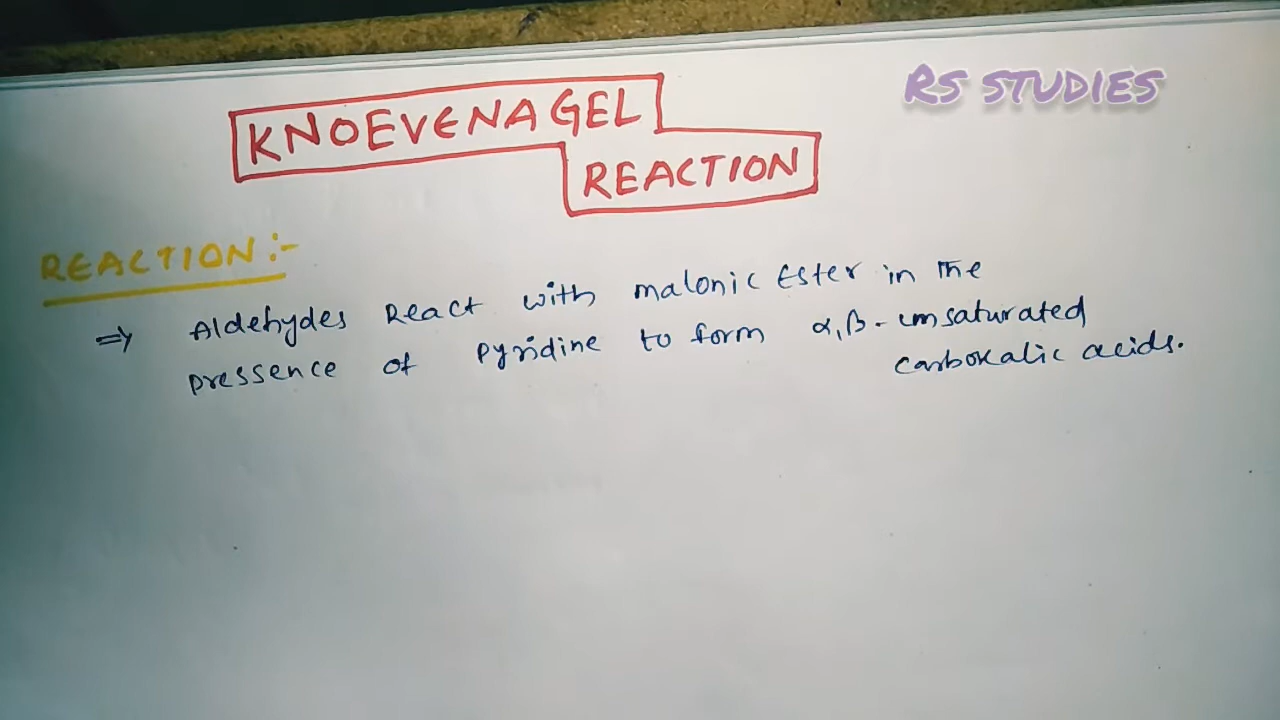 RS STUDIES
KNOEVENAGEL
REACTION
REACTION:-
⇒ Aldehydes React with malonic Ester in the
pressence of pyridine to form α,β-unsaturated
carboxalic acids.